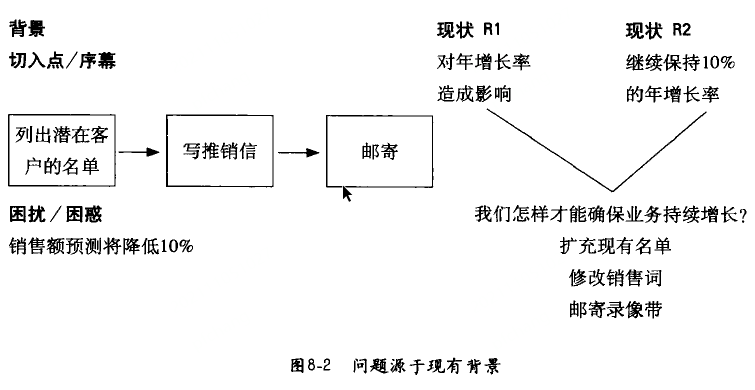 背景
切入点/序幕
列出潜在客
户的名单
写推销信
邮寄
困扰/困惑
销售额预测将降低10%
现状 R1
对年增长率
造成影响
现状 R2
继续保持10%
的年增长率
我们怎样才能确保业务持续增长?
扩充现有名单
修改销售词
邮寄录像带
图8-2 问题源于现有背景